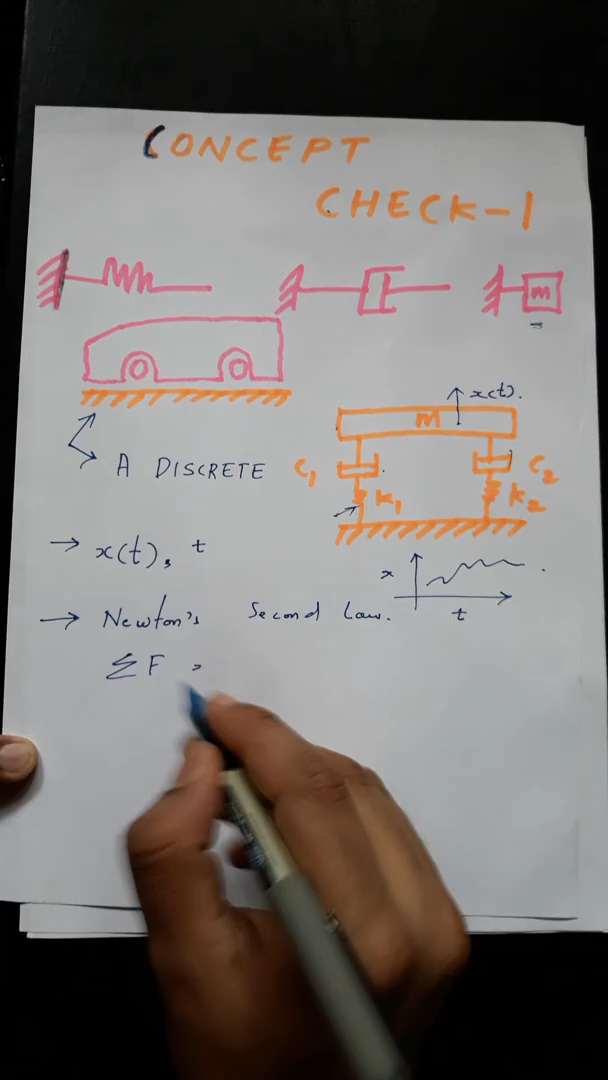 CONCEPT
CHECK-1
m
x(t).
m
A DISCRETE
C1
C2
k1
k2
→ x(t), t
x
t
→ Newton's Second Law.
ΣF =